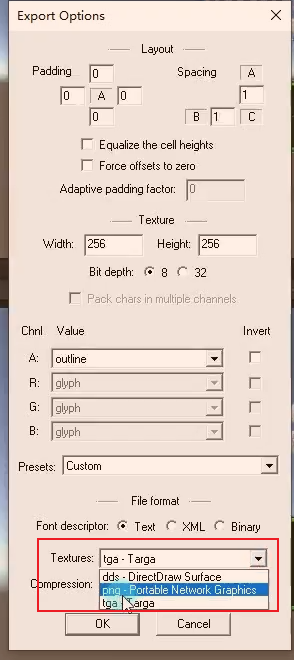 Export Options
Layout
Padding Spacing
0 A
0 A 0 1
0 B 1 C
Equalize the cell heights
Force offsets to zero
Adaptive padding factor: 0
Texture
Width: 256 Height: 256
Bit depth: 8 32
Pack chars in multiple channels
Chnl Value Invert
A: outline
R: glyph
G: glyph
B: glyph
Presets: Custom
File format
Font descriptor: Text XML Binary
Textures: tga - Targa
dds - DirectDraw Surface
Compression: png - Portable Network Graphics
tga - Targa
OK Cancel